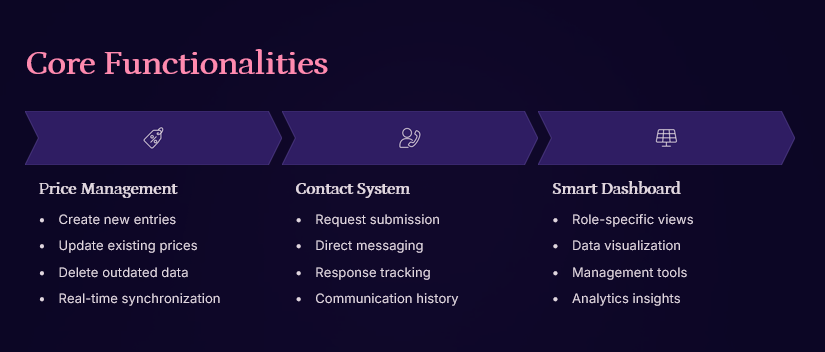 Core Functionalities
Price Management
• Create new entries
• Update existing prices
• Delete outdated data
• Real-time synchronization
Contact System
• Request submission
• Direct messaging
• Response tracking
• Communication history
Smart Dashboard
• Role-specific views
• Data visualization
• Management tools
• Analytics insights